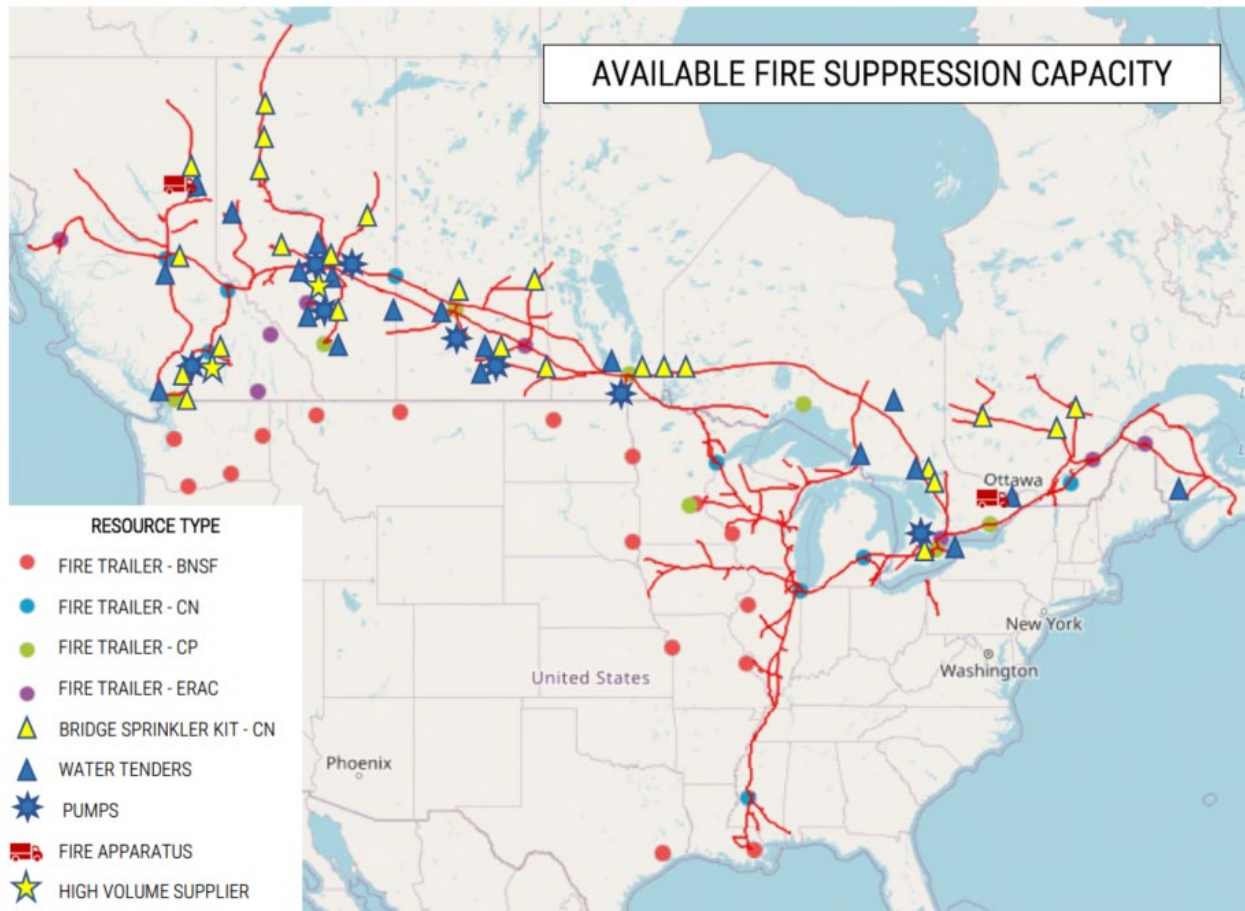 AVAILABLE FIRE SUPPRESSION CAPACITY
Ottawa
RESOURCE TYPE
FIRE TRAILER - BNSF
FIRE TRAILER - CN
FIRE TRAILER - CP
FIRE TRAILER - ERAC
BRIDGE SPRINKLER KIT - CN
WATER TENDERS
PUMPS
FIRE APPARATUS
HIGH VOLUME SUPPLIER
New York
Washington
United States
Phoenix